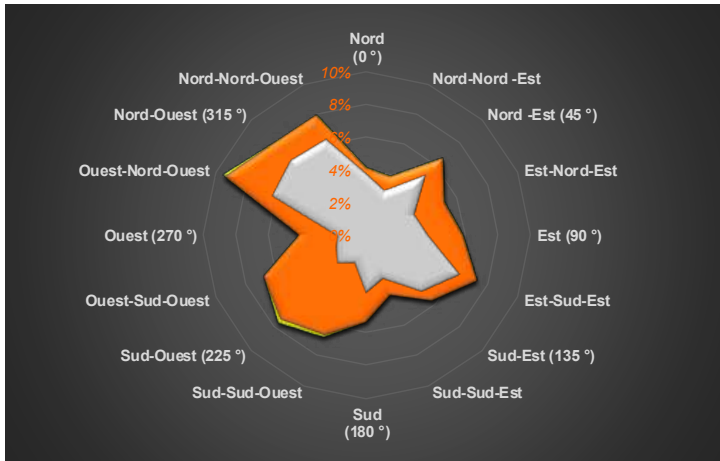 Nord
(0 °)
10%
Nord-Nord-Ouest
Nord-Nord -Est
8%
Nord-Ouest (315 °)
Nord -Est (45 °)
6%
Ouest-Nord-Ouest
4%
Est-Nord-Est
2%
Ouest (270 °)
0%
Est (90 °)
Ouest-Sud-Ouest
Est-Sud-Est
Sud-Ouest (225 °)
Sud-Est (135 °)
Sud-Sud-Ouest
Sud-Sud-Est
Sud
(180 °)